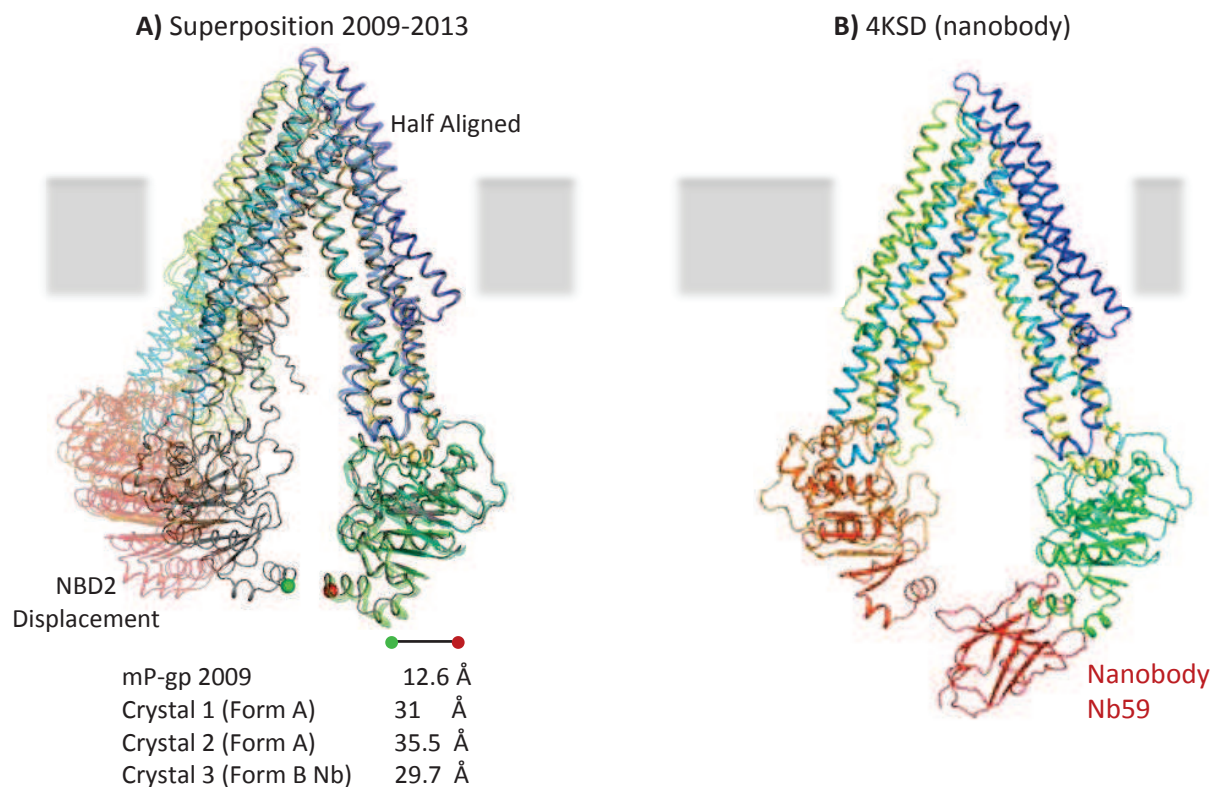 A) Superposition 2009-2013
Half Aligned
NBD2
Displacement
mP-gp 2009 12.6 Å
Crystal 1 (Form A) 31 Å
Crystal 2 (Form A) 35.5 Å
Crystal 3 (Form B Nb) 29.7 Å
B) 4KSD (nanobody)
Nanobody
Nb59